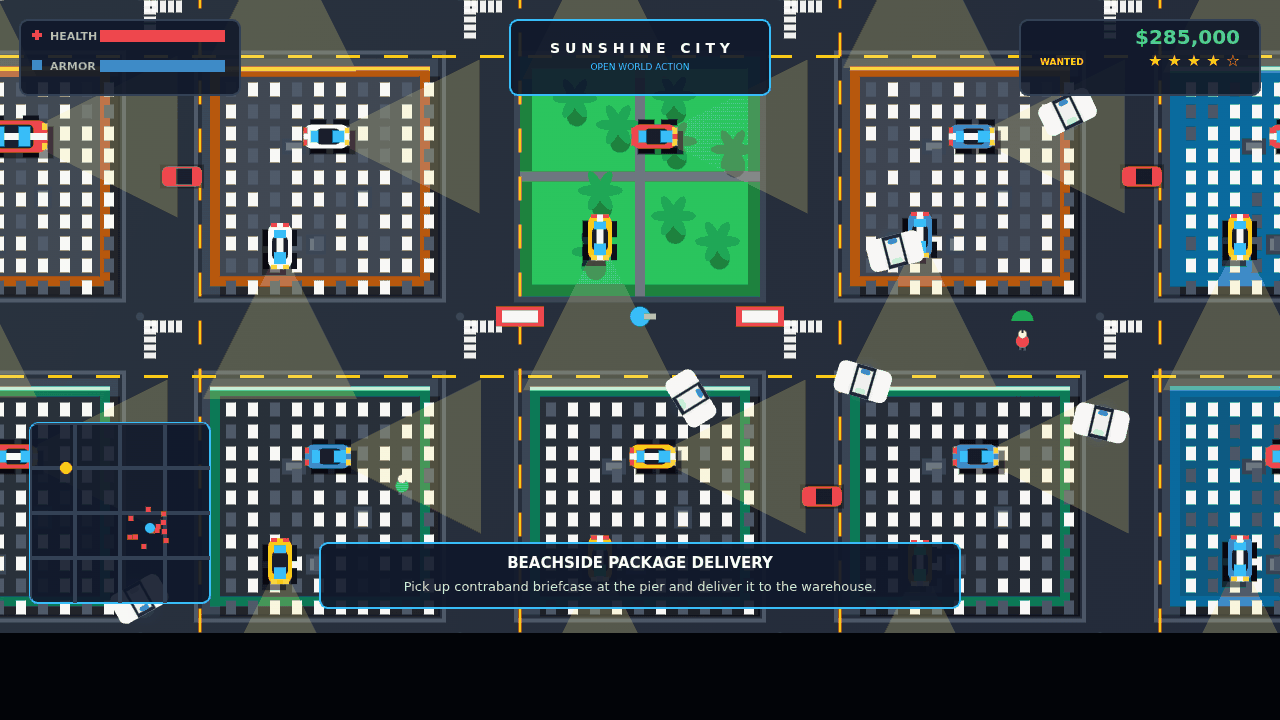 HEALTH
ARMOR
SUNSHINE CITY
OPEN WORLD ACTION
$285,000
WANTED ★ ★ ★ ★ ☆
BEACHSIDE PACKAGE DELIVERY
Pick up contraband briefcase at the pier and deliver it to the warehouse.